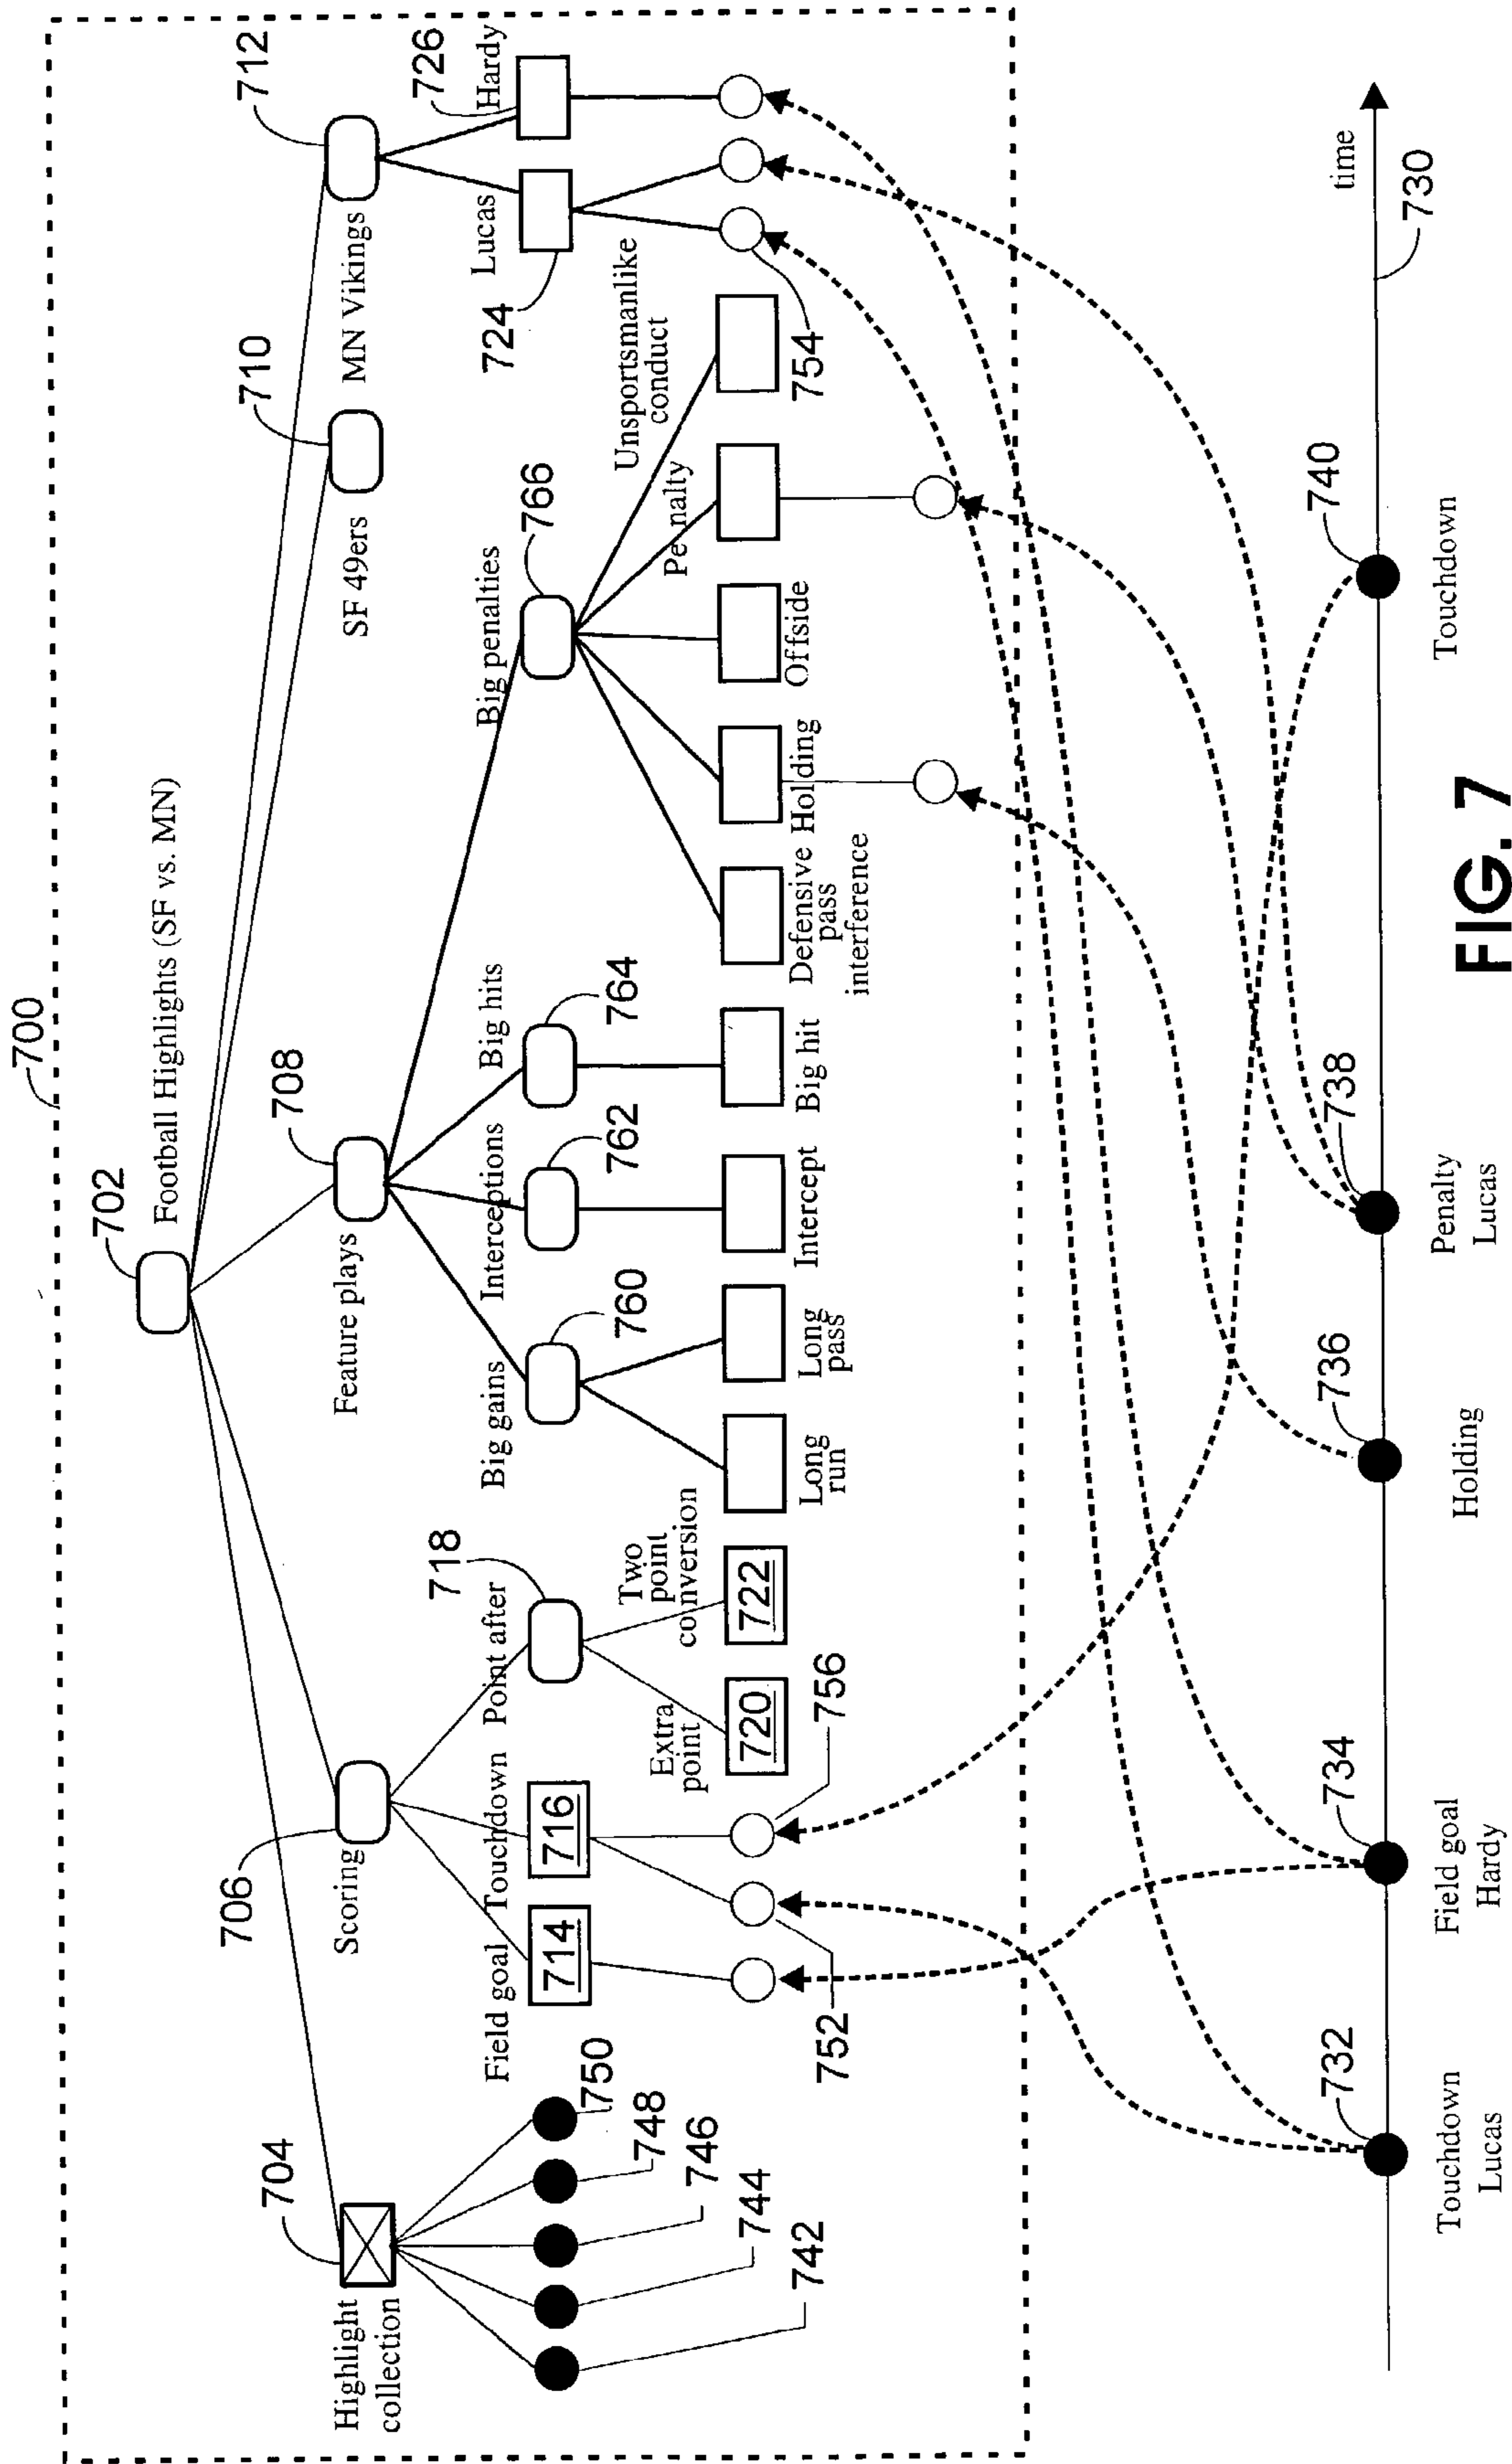 700
702
Football Highlights (SF vs. MN)
704
Highlight
collection
706
Scoring
708
Feature plays
710
SF 49ers
712
MN Vikings
Field goal
714
Touchdown
716
Point after
718
Extra
point
720
Two
point
conversion
722
Big gains
760
Interceptions
762
Big hits
764
Big penalties
766
Lucas
724
Hardy
726
Long
run
Long
pass
Intercept
Big hit
Defensive
pass
interference
Holding
Offside
Penalty
Unsportsmanlike
conduct
750
748
746
744
742
752
756
754
732
Touchdown
Lucas
734
Field goal
Hardy
736
Holding
738
Penalty
Lucas
740
Touchdown
time
730
FIG. 7